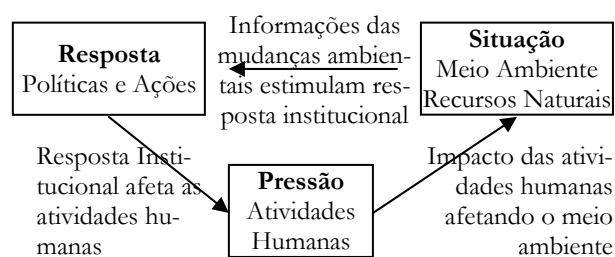 Resposta
Políticas e Ações
Informações das
mudanças ambien-
tais estimulam res-
posta institucional
Situação
Meio Ambiente
Recursos Naturais
Resposta Insti-
tucional afeta as
atividades hu-
manas
Pressão
Atividades
Humanas
Impacto das ativi-
dades humanas
afetando o meio
ambiente